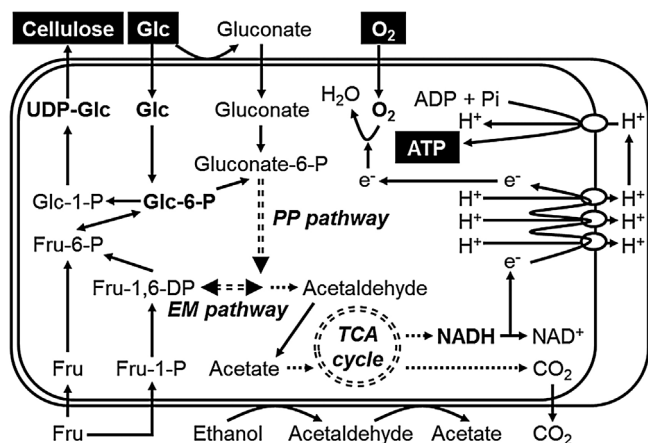 Cellulose Glc Gluconate O₂
UDP-Glc Glc Gluconate H₂O O₂ ADP + Pi
H⁺ H⁺
ATP
Gluconate-6-P e⁻ e⁻
Glc-1-P Glc-6-P H⁺ H⁺
PP pathway H⁺ H⁺
Fru-6-P H⁺ H⁺
e⁻
Fru-1,6-DP Acetaldehyde
EM pathway
TCA
cycle NADH NAD⁺
Fru Fru-1-P Acetate CO₂
Fru Ethanol Acetaldehyde Acetate CO₂